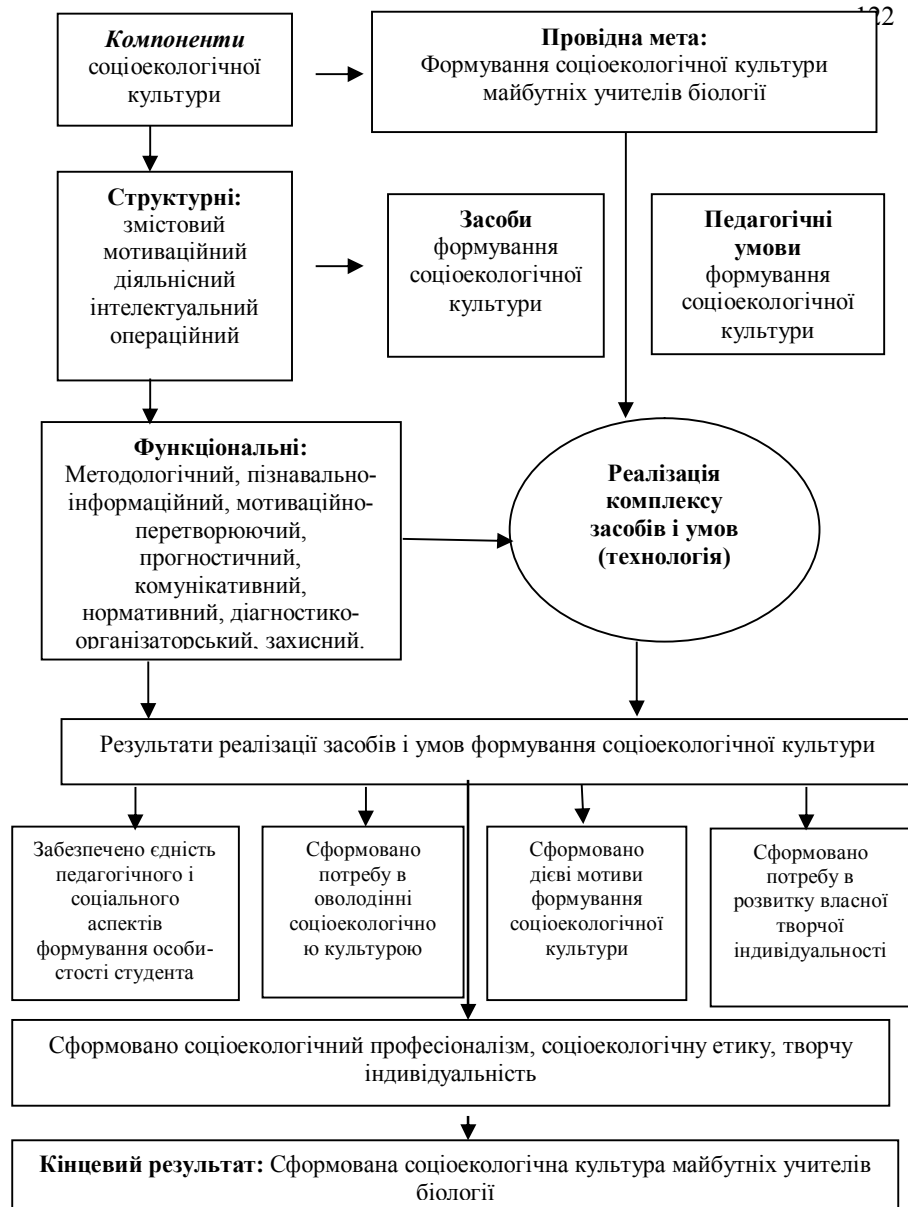 122
Компоненти
соціоекологічної
культури
Провідна мета:
Формування соціоекологічної культури
майбутніх учителів біології
Структурні:
змістовий
мотиваційний
діяльнісний
інтелектуальний
операційний
Засоби
формування
соціоекологічної
культури
Педагогічні
умови
формування
соціоекологічної
культури
Функціональні:
Методологічний, пізнавально-
інформаційний, мотиваційно-
перетворюючий,
прогностичний,
комунікативний,
нормативний, діагностико-
організаторський, захисний.
Реалізація
комплексу
засобів і умов
(технологія)
Результати реалізації засобів і умов формування соціоекологічної культури
Забезпечено єдність
педагогічного і
соціального
аспектів
формування особи-
стості студента
Сформовано
потребу в
оволодінні
соціоекологічно
ю культурою
Сформовано
дієві мотиви
формування
соціоекологічної
культури
Сформовано
потребу в
розвитку власної
творчої
індивідуальності
Сформовано соціоекологічний професіоналізм, соціоекологічну етику, творчу
індивідуальність
Кінцевий результат: Сформована соціоекологічна культура майбутніх учителів
біології